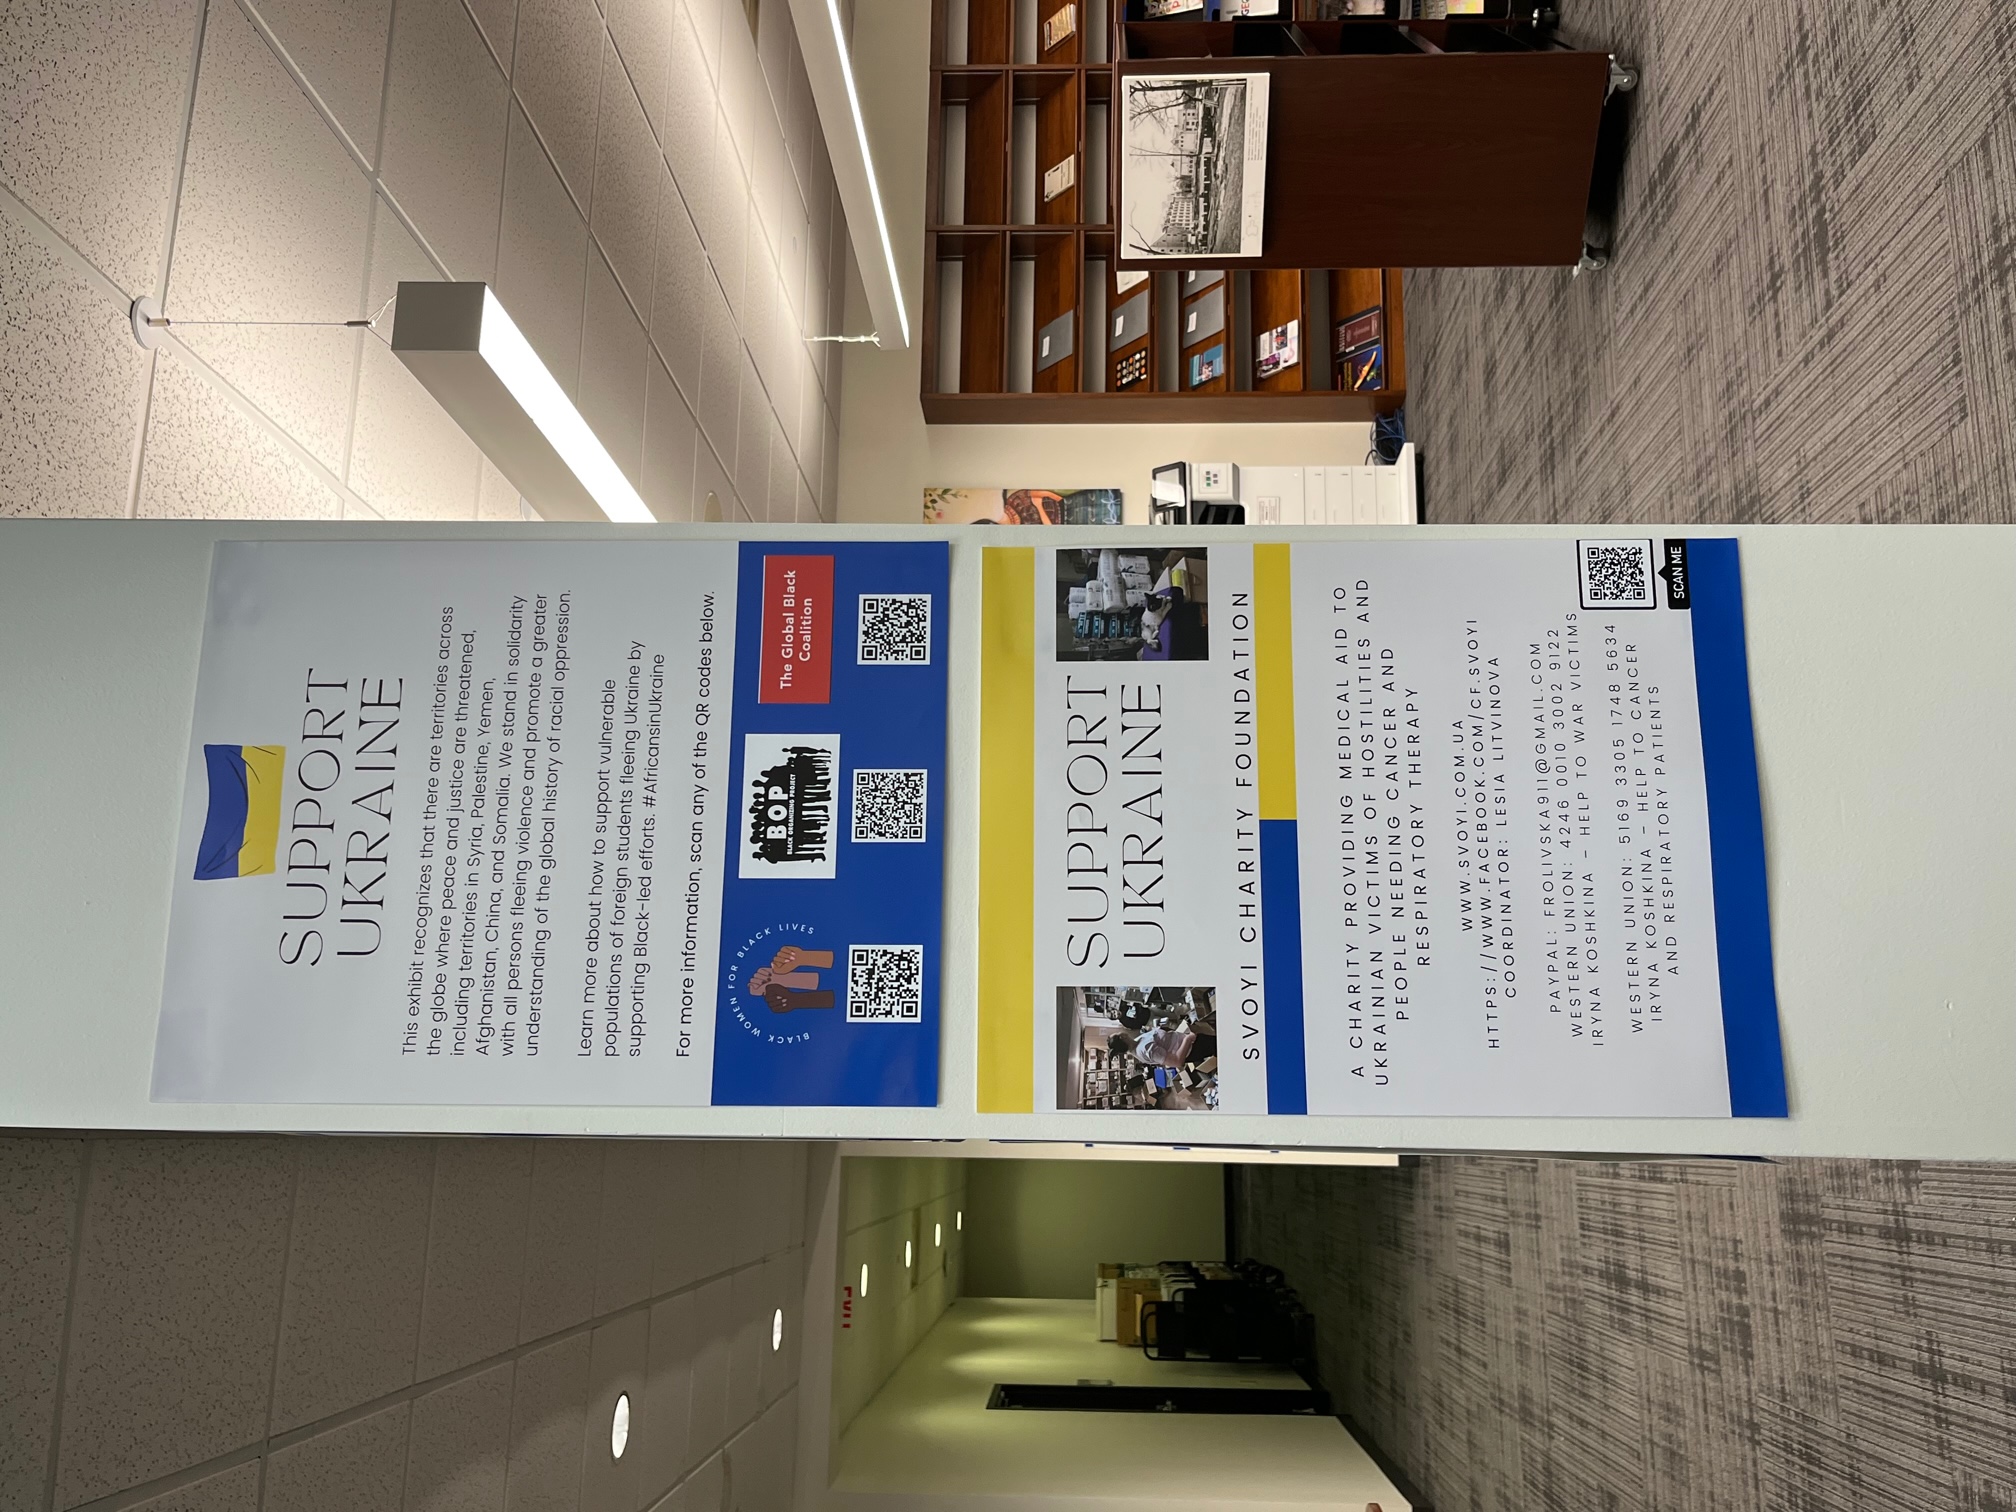 SUPPORT
UKRAINE
This exhibit recognizes that there are territories across
the globe where peace and justice are threatened,
including territories in Syria, Palestine, Yemen,
Afghanistan, China, and Somalia. We stand in solidarity
with all persons fleeing violence and promote a greater
understanding of the global history of racial oppression.
Learn more about how to support vulnerable
populations of foreign students fleeing Ukraine by
supporting Black-led efforts. #AfricansinUkraine
For more information, scan any of the QR codes below.
BLACK WOMEN FOR BLACK LIVES
BOP
BLACK ORGANIZING PROJECT
The Global Black
Coalition
EXIT
SUPPORT
UKRAINE
SVOYI CHARITY FOUNDATION
A CHARITY PROVIDING MEDICAL AID TO
UKRAINIAN VICTIMS OF HOSTILITIES AND
PEOPLE NEEDING CANCER AND
RESPIRATORY THERAPY
WWW.SVOYI.COM.UA
HTTPS://WWW.FACEBOOK.COM/CF.SVOYI
COORDINATOR: LESIA LITVINOVA
PAYPAL: FROLIVSKA911@GMAIL.COM
WESTERN UNION: 4246 0010 3002 9122
IRYNA KOSHKINA – HELP TO WAR VICTIMS
WESTERN UNION: 5169 3305 1748 5634
IRYNA KOSHKINA – HELP TO CANCER
AND RESPIRATORY PATIENTS
SCAN ME